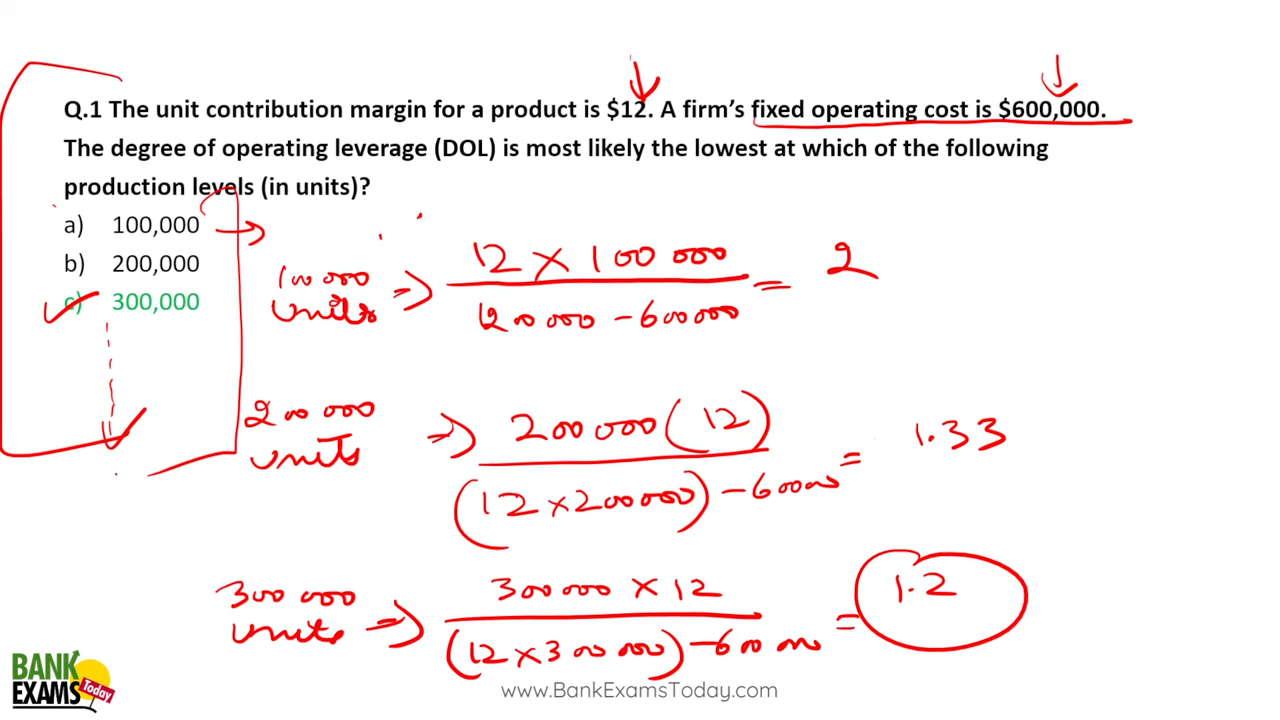 Q.1 The unit contribution margin for a product is $12. A firm's fixed operating cost is $600,000.
The degree of operating leverage (DOL) is most likely the lowest at which of the following
production levels (in units)?
a) 100,000
b) 200,000
c) 300,000
100000 units => 12 × 100000 / 1200000 - 600000 = 2
200000 units => 200000 (12) / (12 × 200000) - 600000 = 1.33
300000 units => 300000 × 12 / (12 × 300000) - 600000 = 1.2
BANK
EXAMS Today
www.BankExamsToday.com